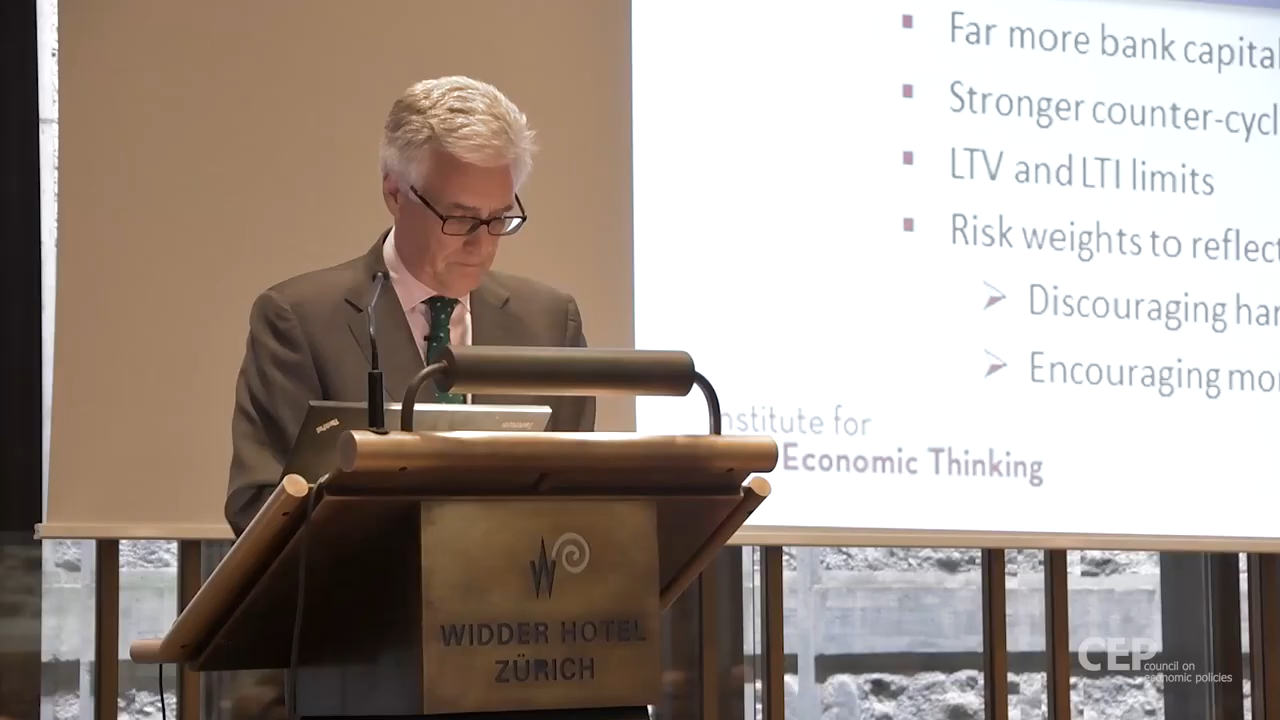 Far more bank capital
Stronger counter-cycl
LTV and LTI limits
Risk weights to reflect
Discouraging har
Encouraging mor
nstitute for
Economic Thinking
ThinkPad
W
WIDDER HOTEL
ZÜRICH
CEP council on
economic policies